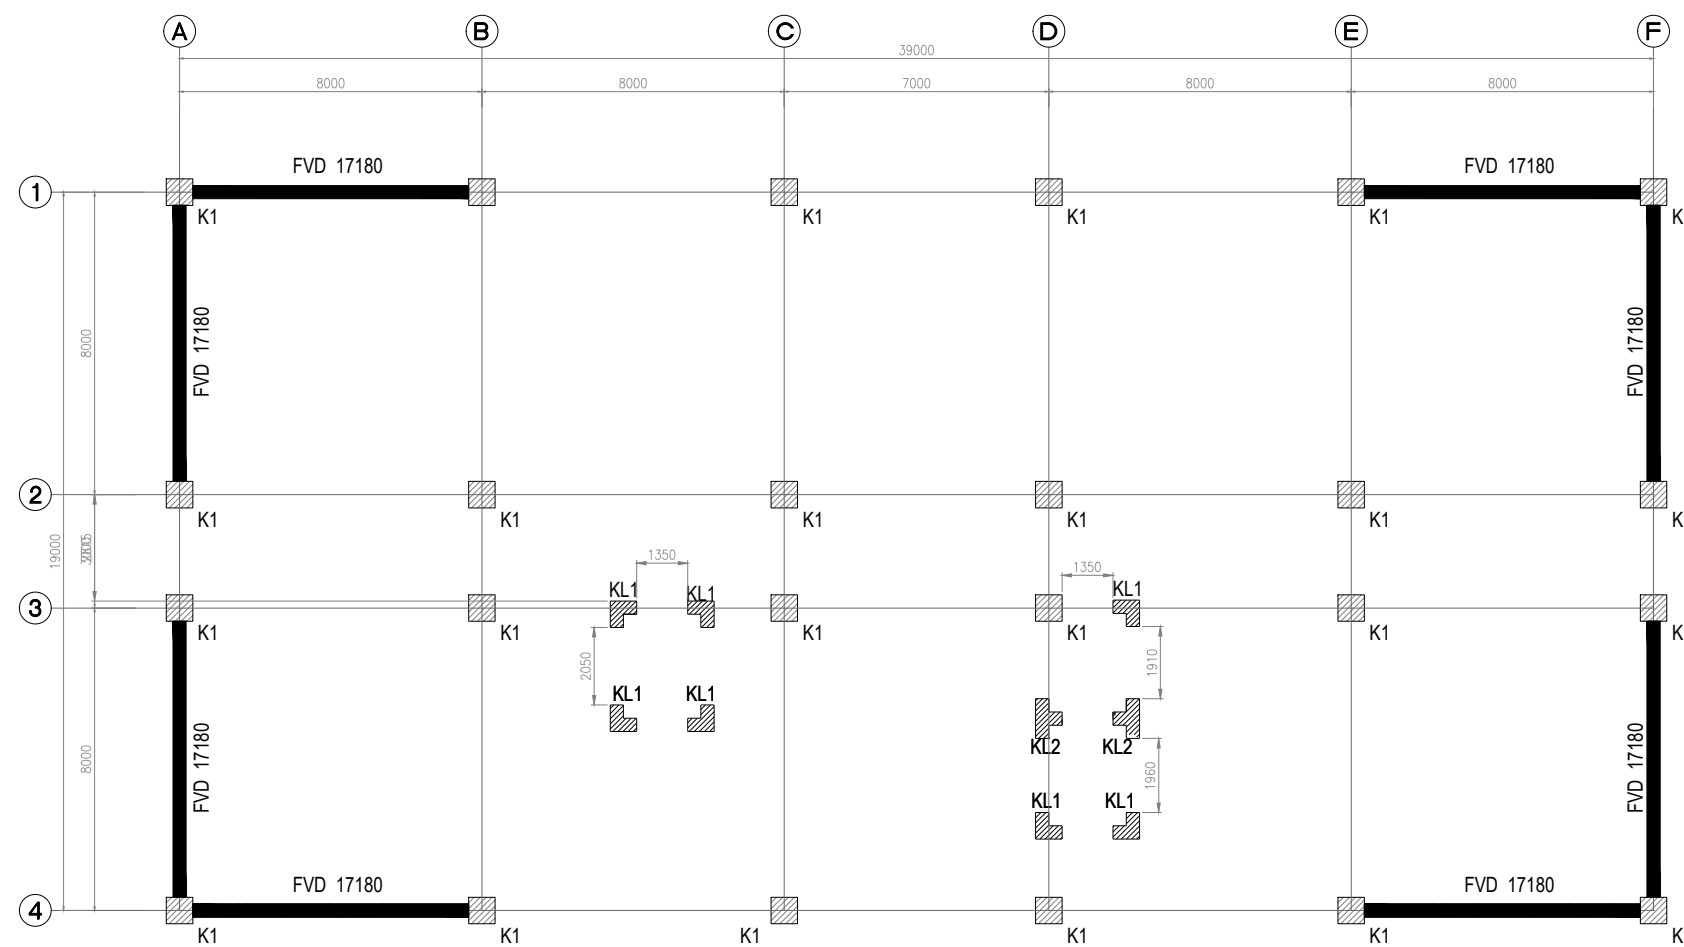 A B C D E F
39000
8000 8000 7000 8000 8000
FVD 17180 FVD 17180
1
K1 K1 K1 K1 K
8000
FVD 17180
FVD 17180
2
K1 K1 K1 K1 K1 K
19000
1350
1350
KL1 KL1 KL1
3
K1 K1 K1 K1 K1 K
2050
1910
KL1 KL1
8000
FVD 17180
FVD 17180
KL2 KL2
1960
KL1 KL1
FVD 17180 FVD 17180
4
K1 K1 K1 K1 K1 K